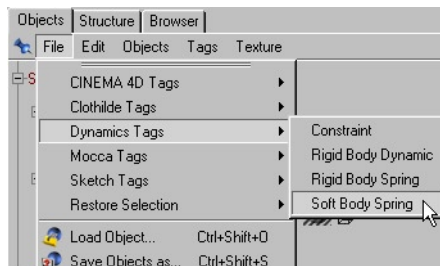 Objects Structure Browser
File Edit Objects Tags Texture
CINEMA 4D Tags
Clothilde Tags
Dynamics Tags
Constraint
Mocca Tags
Rigid Body Dynamic
Sketch Tags
Rigid Body Spring
Restore Selection
Soft Body Spring
Load Object... Ctrl+Shift+O
Save Objects as... Ctrl+Shift+S